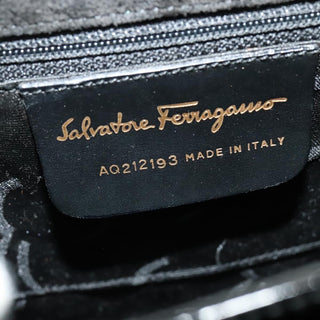 Salvatore Ferragamo
AQ212193 MADE IN ITALY